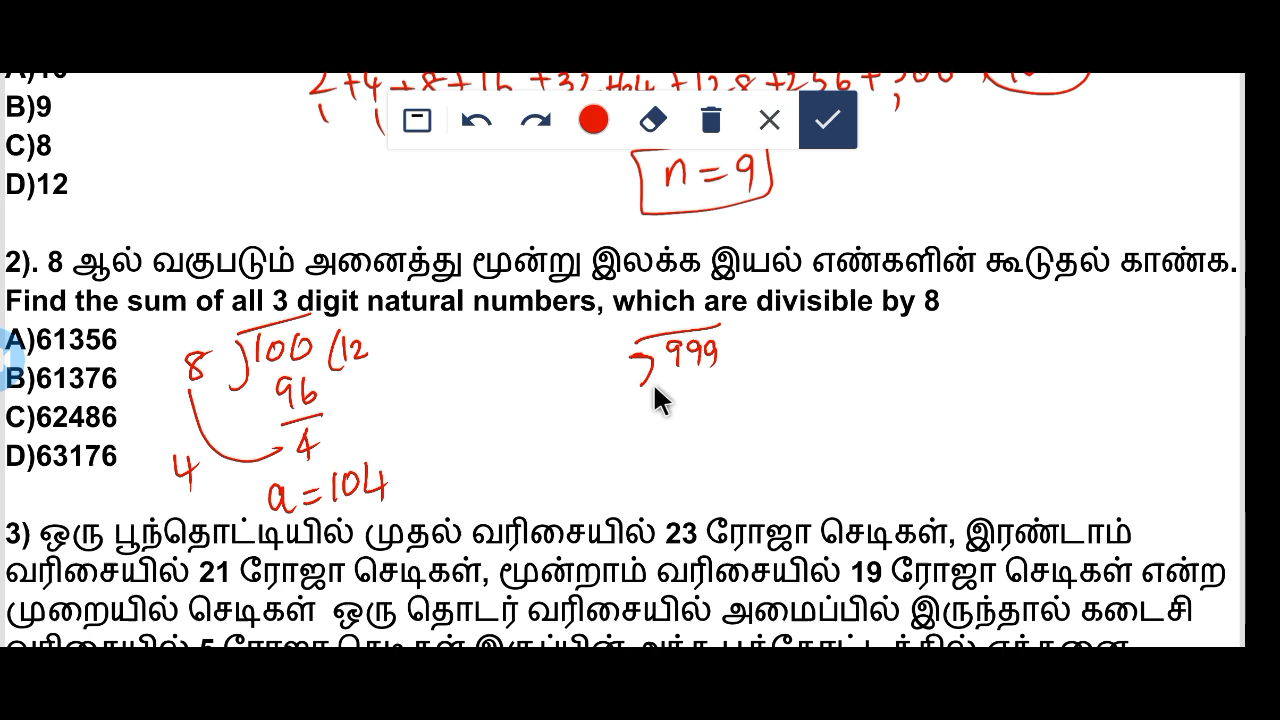 B)9
C)8
D)12
n = 9
2). 8 ஆல் வகுபடும் அனைத்து மூன்று இலக்க இயல் எண்களின் கூடுதல் காண்க.
Find the sum of all 3 digit natural numbers, which are divisible by 8
A)61356
B)61376
C)62486
D)63176
8 ) 100 ( 12
96
4
4
a = 104
999
3) ஒரு பூந்தொட்டியில் முதல் வரிசையில் 23 ரோஜா செடிகள், இரண்டாம்
வரிசையில் 21 ரோஜா செடிகள், மூன்றாம் வரிசையில் 19 ரோஜா செடிகள் என்ற
முறையில் செடிகள் ஒரு தொடர் வரிசையில் அமைப்பில் இருந்தால் கடைசி